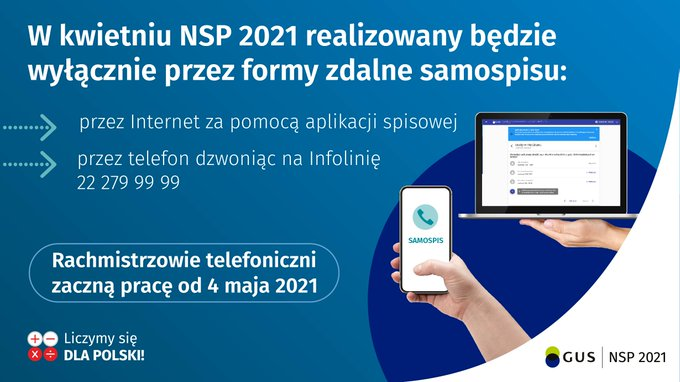 W kwietniu NSP 2021 realizowany będzie
wyłącznie przez formy zdalne samospisu:
przez Internet za pomocą aplikacji spisowej
przez telefon dzwoniąc na Infolinię
22 279 99 99
SAMOSPIS
Rachmistrzowie telefoniczni
zaczną pracę od 4 maja 2021
Liczymy się
DLA POLSKI!
GUS | NSP 2021